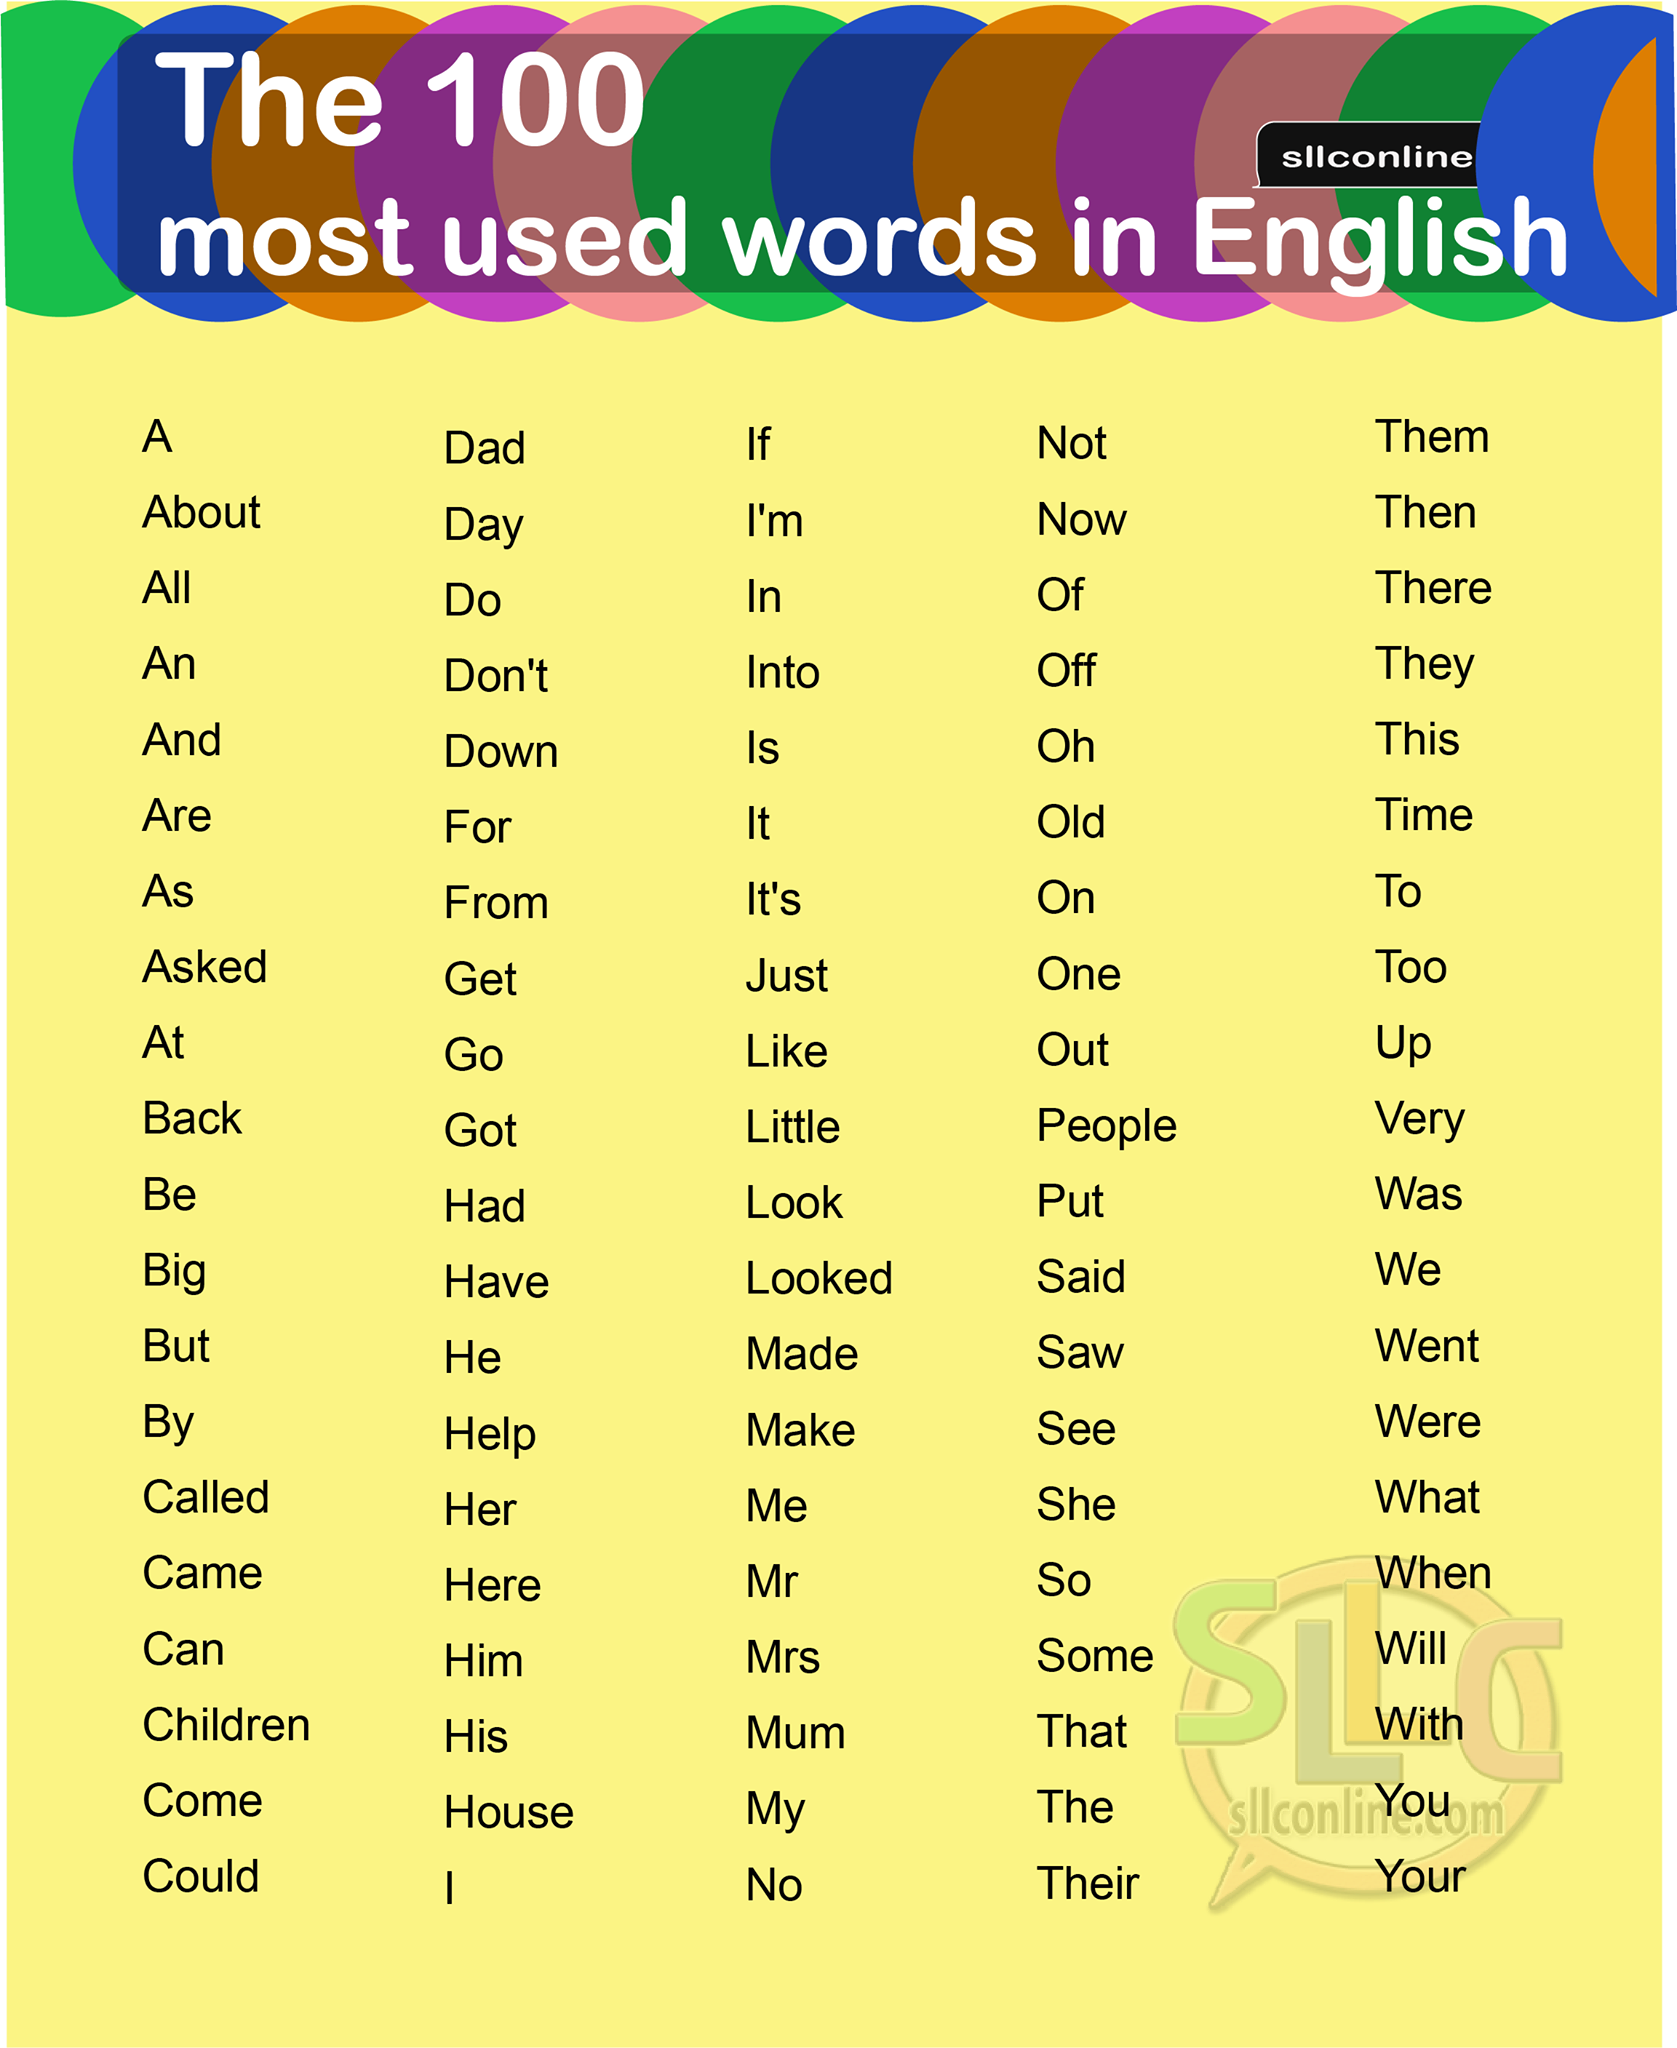 The 100
sllconline
most used words in English
A
About
All
An
And
Are
As
Asked
At
Back
Be
Big
But
By
Called
Came
Can
Children
Come
Could
Dad
Day
Do
Don't
Down
For
From
Get
Go
Got
Had
Have
He
Help
Her
Here
Him
His
House
I
If
I'm
In
Into
Is
It
It's
Just
Like
Little
Look
Looked
Made
Make
Me
Mr
Mrs
Mum
My
No
Not
Now
Of
Off
Oh
Old
On
One
Out
People
Put
Said
Saw
See
She
So
Some
That
The
Their
Them
Then
There
They
This
Time
To
Too
Up
Very
Was
We
Went
Were
What
When
Will
With
You
Your
SLLC
sllconline.com